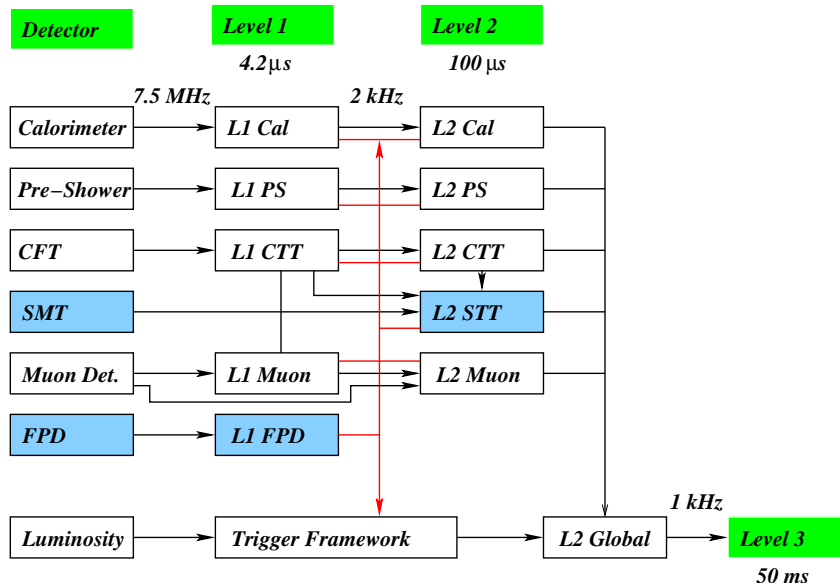 Detector
Level 1
Level 2
4.2 μs
100 μs
7.5 MHz
2 kHz
Calorimeter
L1 Cal
L2 Cal
Pre−Shower
L1 PS
L2 PS
CFT
L1 CTT
L2 CTT
SMT
L2 STT
Muon Det.
L1 Muon
L2 Muon
FPD
L1 FPD
1 kHz
Luminosity
Trigger Framework
L2 Global
Level 3
50 ms